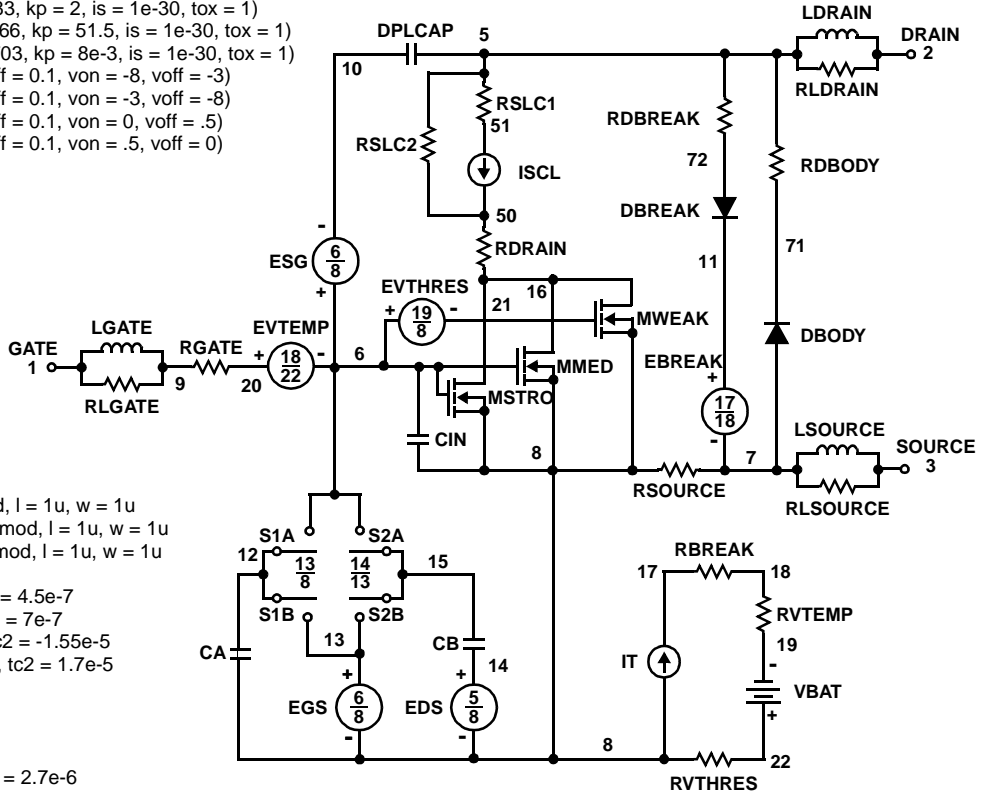 33, kp = 2, is = 1e-30, tox = 1)
66, kp = 51.5, is = 1e-30, tox = 1)
703, kp = 8e-3, is = 1e-30, tox = 1)
ff = 0.1, von = -8, voff = -3)
ff = 0.1, von = -3, voff = -8)
ff = 0.1, von = 0, voff = .5)
ff = 0.1, von = .5, voff = 0)
DPLCAP
5
10
LDRAIN
DRAIN
2
RLDRAIN
RSLC1
51
RSLC2
ISCL
50
RDBREAK
72
RDBODY
DBREAK
71
11
RDRAIN
ESG
6
8
-
+
EVTHRES
+
19
8
-
21
16
MWEAK
DBODY
EBREAK
+
17
18
-
LGATE
GATE
1
RLGATE
9
RGATE
20
EVTEMP
+
18
22
-
6
MMED
MSTRO
CIN
8
RSOURCE
7
LSOURCE
SOURCE
3
RLSOURCE
d, l = 1u, w = 1u
mod, l = 1u, w = 1u
mod, l = 1u, w = 1u
= 4.5e-7
= 7e-7
c2 = -1.55e-5
, tc2 = 1.7e-5
= 2.7e-6
S1A
S2A
12
13
8
14
13
15
S1B
S2B
13
CA
CB
+
EGS
6
8
-
+
14
EDS
5
8
-
8
RBREAK
17
18
RVTEMP
19
IT
-
VBAT
+
RVTHRES
22